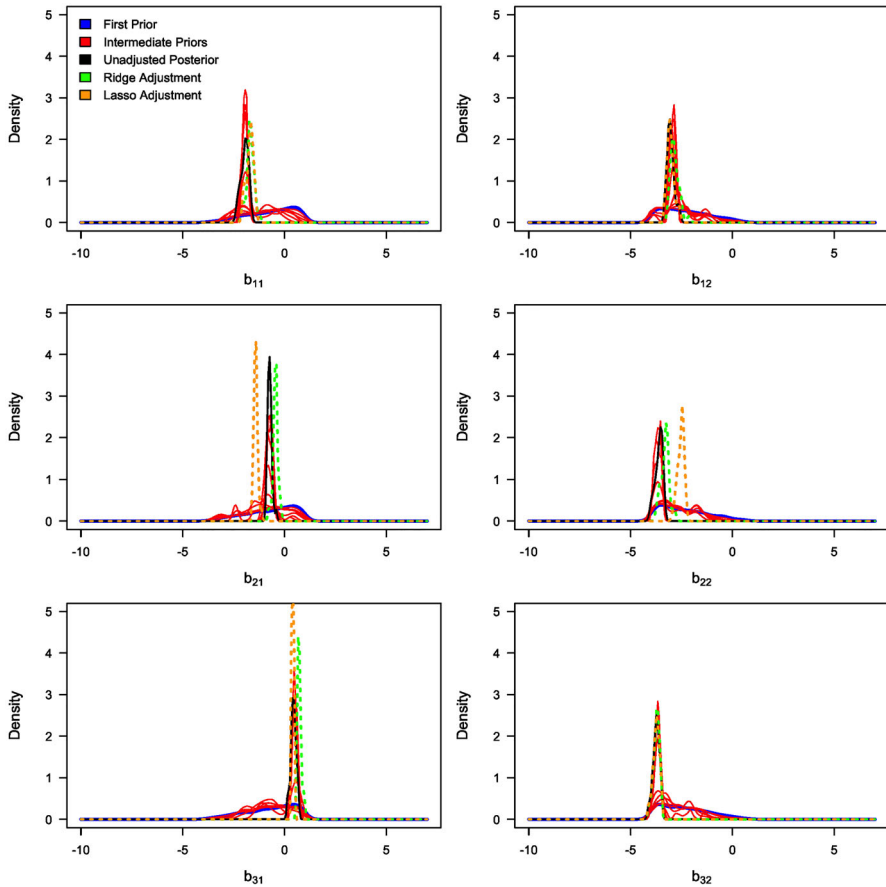 5
4
3
2
1
0
Density
First Prior
Intermediate Priors
Unadjusted Posterior
Ridge Adjustment
Lasso Adjustment
-10 -5 0 5
b11
5
4
3
2
1
0
Density
-10 -5 0 5
b12
5
4
3
2
1
0
Density
-10 -5 0 5
b21
5
4
3
2
1
0
Density
-10 -5 0 5
b22
5
4
3
2
1
0
Density
-10 -5 0 5
b31
5
4
3
2
1
0
Density
-10 -5 0 5
b32